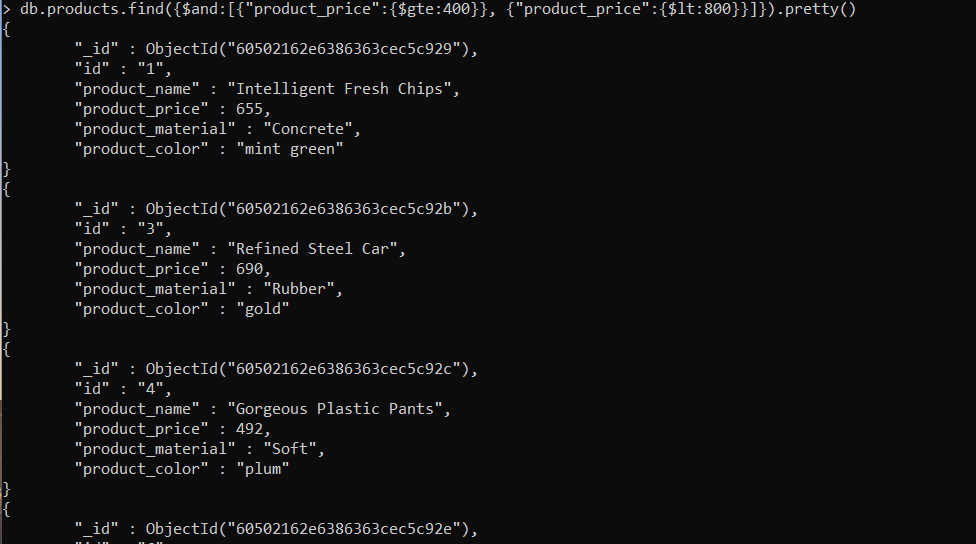 > db.products.find({$and:[{"product_price":{$gte:400}}, {"product_price":{$lt:800}}]}).pretty()
{
"_id" : ObjectId("60502162e6386363cec5c929"),
"id" : "1",
"product_name" : "Intelligent Fresh Chips",
"product_price" : 655,
"product_material" : "Concrete",
"product_color" : "mint green"
}
{
"_id" : ObjectId("60502162e6386363cec5c92b"),
"id" : "3",
"product_name" : "Refined Steel Car",
"product_price" : 690,
"product_material" : "Rubber",
"product_color" : "gold"
}
{
"_id" : ObjectId("60502162e6386363cec5c92c"),
"id" : "4",
"product_name" : "Gorgeous Plastic Pants",
"product_price" : 492,
"product_material" : "Soft",
"product_color" : "plum"
}
{
"_id" : ObjectId("60502162e6386363cec5c92e"),